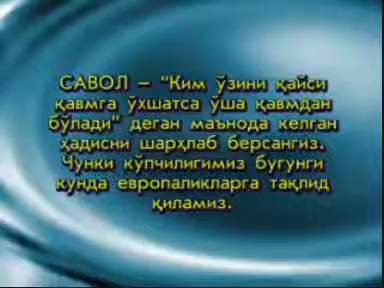 САВОЛ – “Ким ўзини қайси
қавмга ўхшатса ўша қавмдан
бўлади” деган маънода келган
ҳадисни шарҳлаб берсангиз.
Чунки кўпчилигимиз бугунги
кунда европаликларга тақлид
қиламиз.